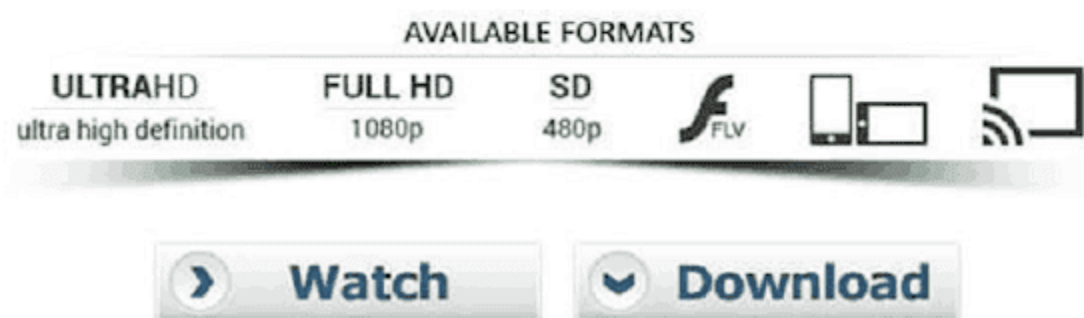 AVAILABLE FORMATS
ULTRAHD FULL HD SD
ultra high definition 1080p 480p FLV
Watch Download